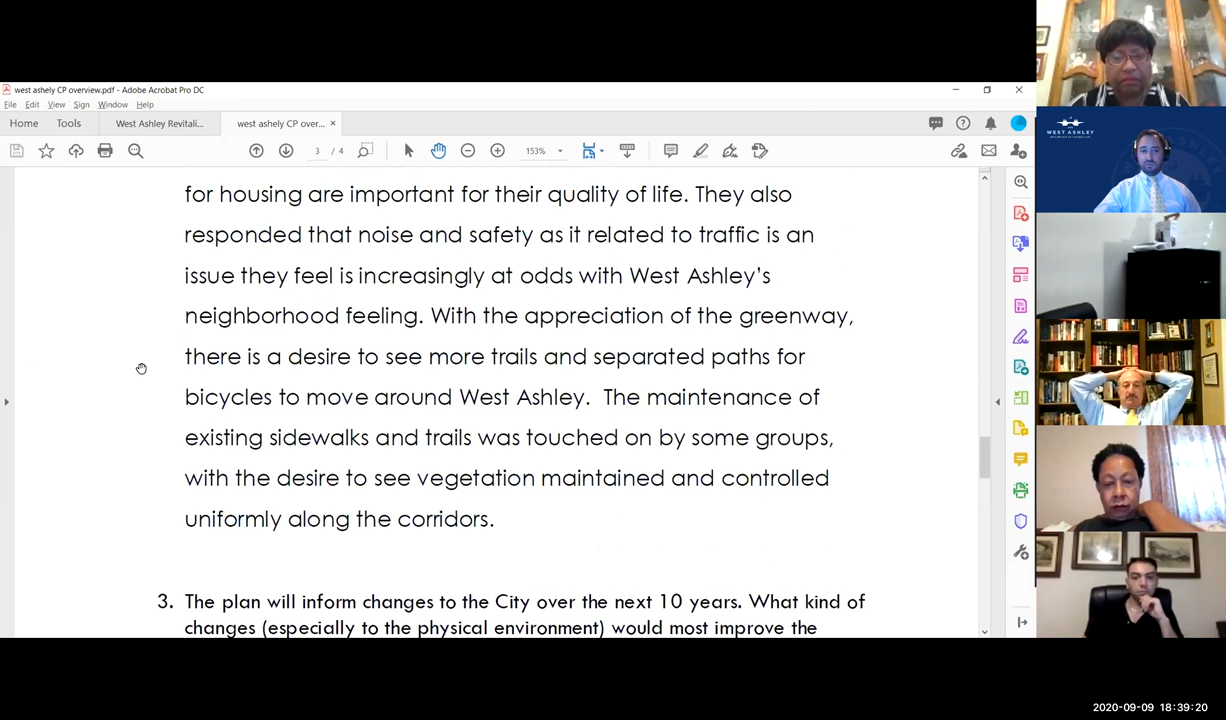 west ashely CP overview.pdf - Adobe Acrobat Pro DC
File Edit View Sign Window Help
Home Tools West Ashley Revitali... west ashely CP over... ×
3 / 4 153%
for housing are important for their quality of life. They also
responded that noise and safety as it related to traffic is an
issue they feel is increasingly at odds with West Ashley's
neighborhood feeling. With the appreciation of the greenway,
there is a desire to see more trails and separated paths for
bicycles to move around West Ashley. The maintenance of
existing sidewalks and trails was touched on by some groups,
with the desire to see vegetation maintained and controlled
uniformly along the corridors.
3. The plan will inform changes to the City over the next 10 years. What kind of
changes (especially to the physical environment) would most improve the
WEST ASHLEY
2020-09-09 18:39:20